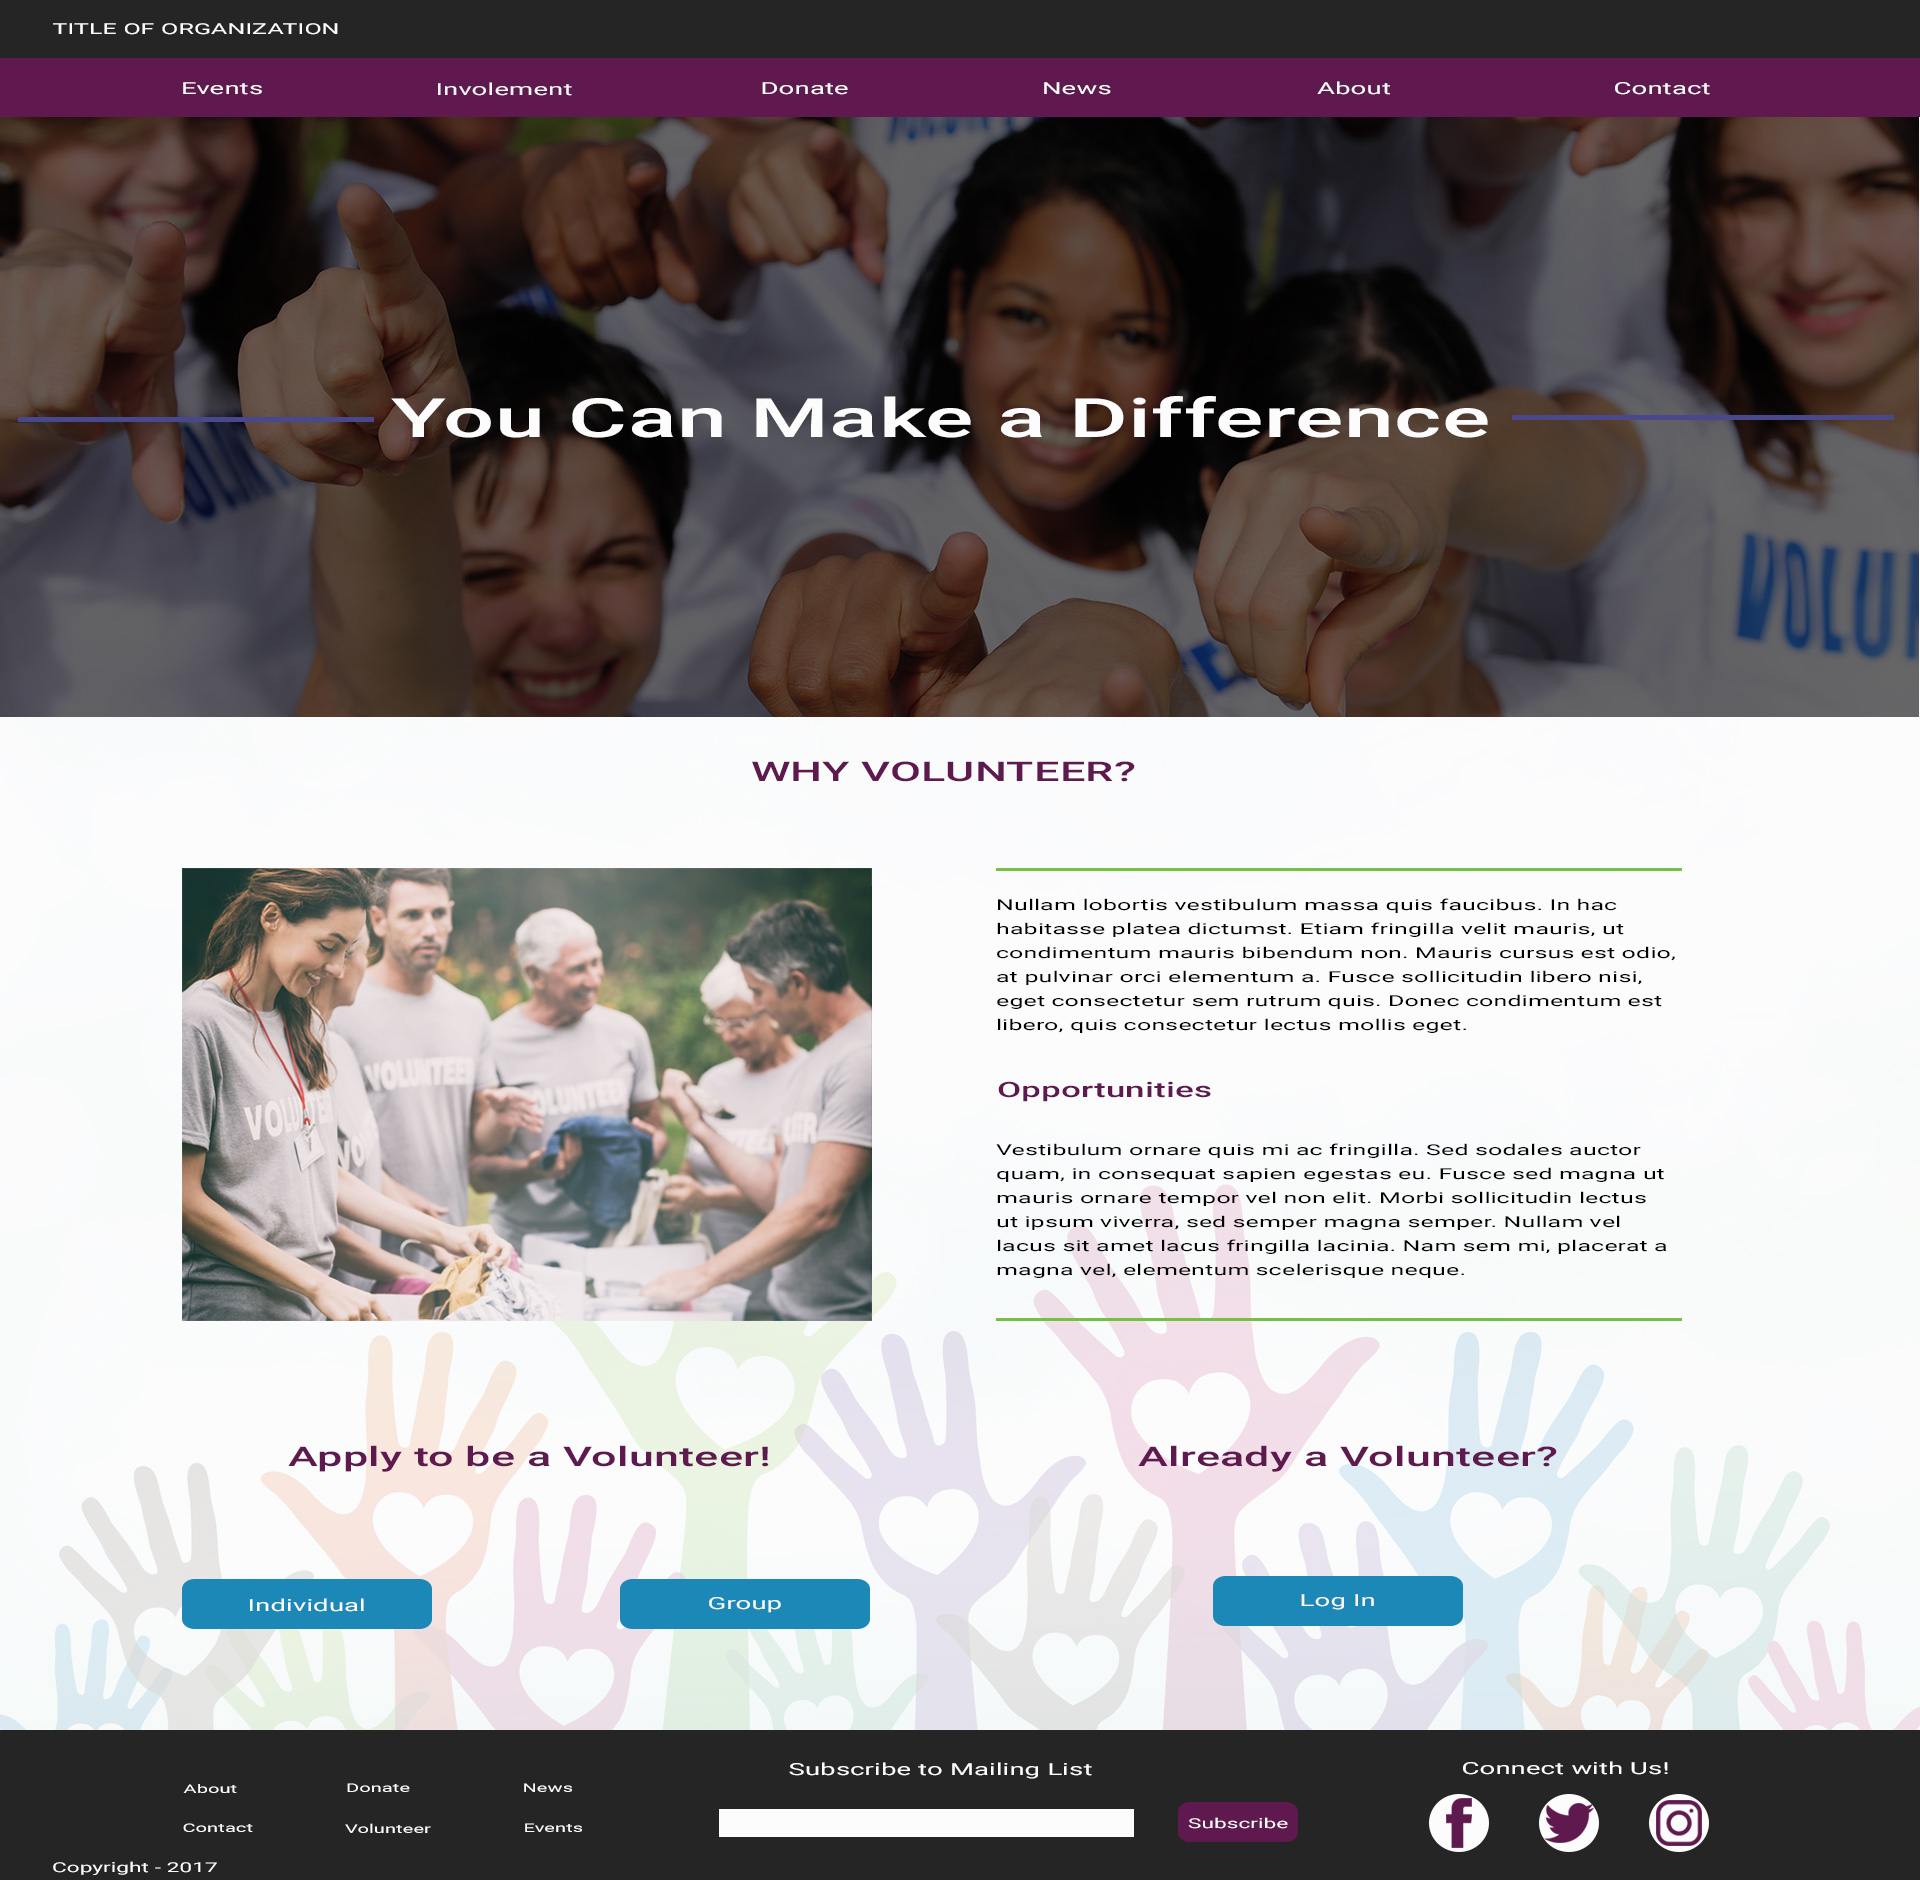 TITLE OF ORGANIZATION
Events Involement Donate News About Contact
You Can Make a Difference
VOLU
WHY VOLUNTEER?
VOLUNTEER
VOLUNTEER
Nullam lobortis vestibulum massa quis faucibus. In hac
habitasse platea dictumst. Etiam fringilla velit mauris, ut
condimentum mauris bibendum non. Mauris cursus est odio,
at pulvinar orci elementum a. Fusce sollicitudin libero nisi,
eget consectetur sem rutrum quis. Donec condimentum est
libero, quis consectetur lectus mollis eget.
Opportunities
Vestibulum ornare quis mi ac fringilla. Sed sodales auctor
quam, in consequat sapien egestas eu. Fusce sed magna ut
mauris ornare tempor vel non elit. Morbi sollicitudin lectus
ut ipsum viverra, sed semper magna semper. Nullam vel
lacus sit amet lacus fringilla lacinia. Nam sem mi, placerat a
magna vel, elementum scelerisque neque.
Apply to be a Volunteer!
Individual Group
Already a Volunteer?
Log In
About Donate News
Contact Volunteer Events
Copyright - 2017
Subscribe to Mailing List
Subscribe
Connect with Us!